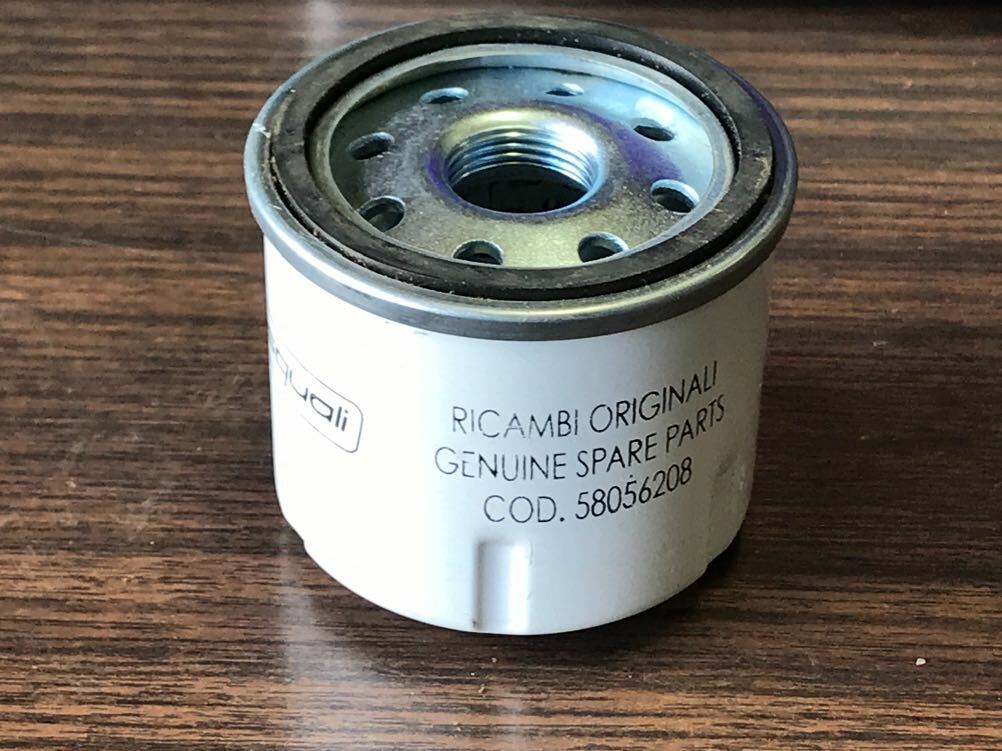 RICAMBI ORIGINALI
GENUINE SPARE PARTS
COD. 58056208